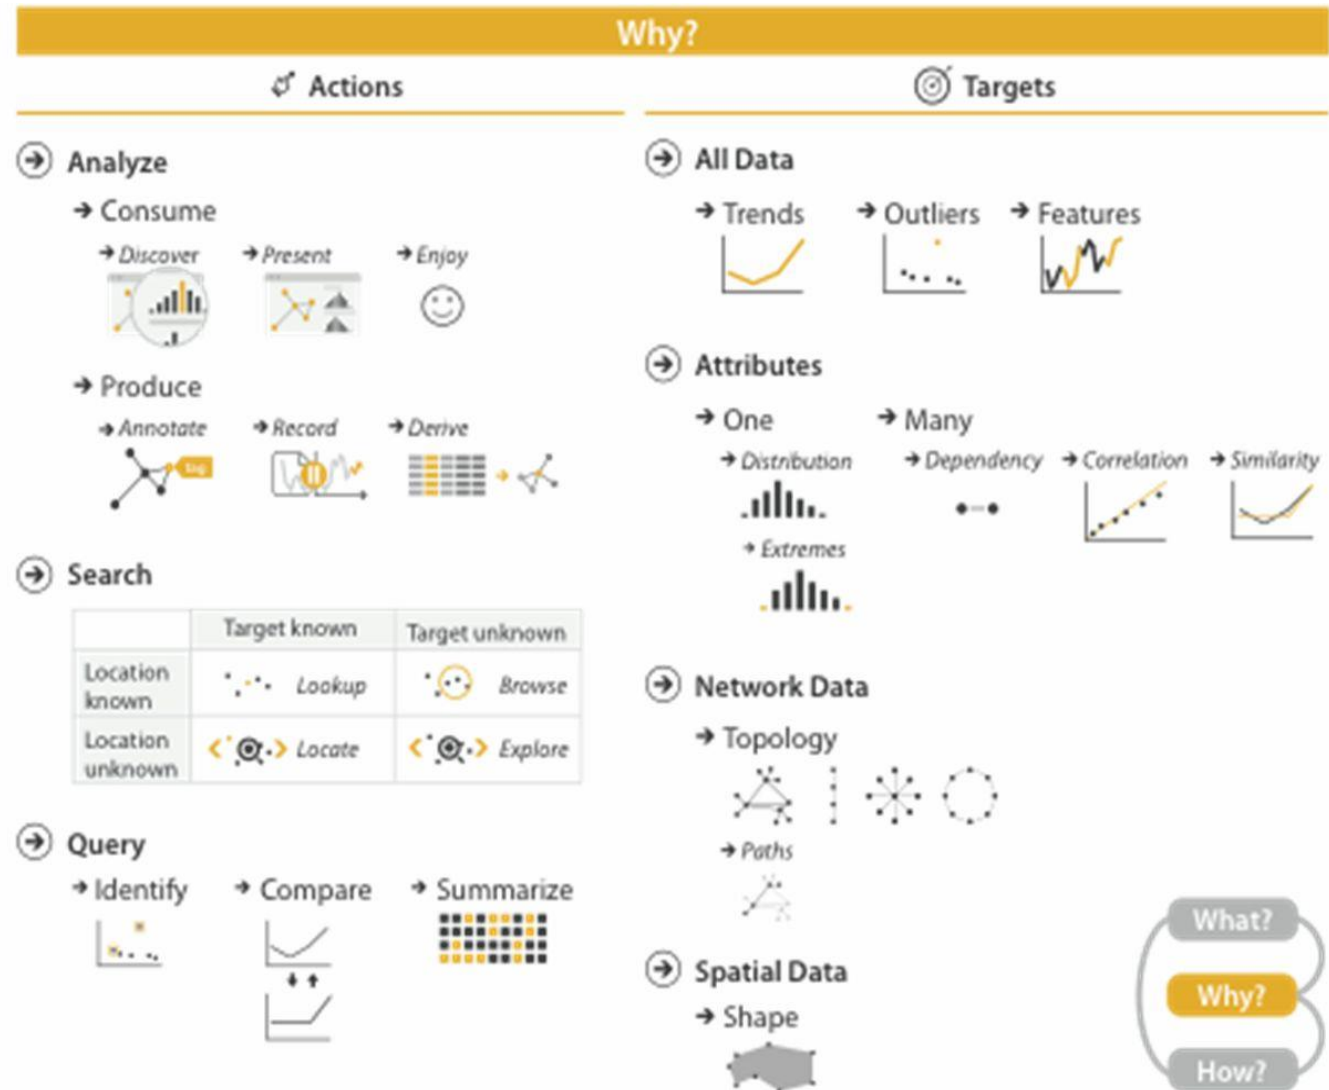 Why?
Actions
Analyze
Consume
Discover Present Enjoy
Produce
Annotate Record Derive
tag
Search
Target known Target unknown
Location known
Lookup Browse
Location unknown
Locate Explore
Query
Identify Compare Summarize
Targets
All Data
Trends Outliers Features
Attributes
One Many
Distribution Dependency Correlation Similarity
Extremes
Network Data
Topology
Paths
Spatial Data
Shape
What?
Why?
How?